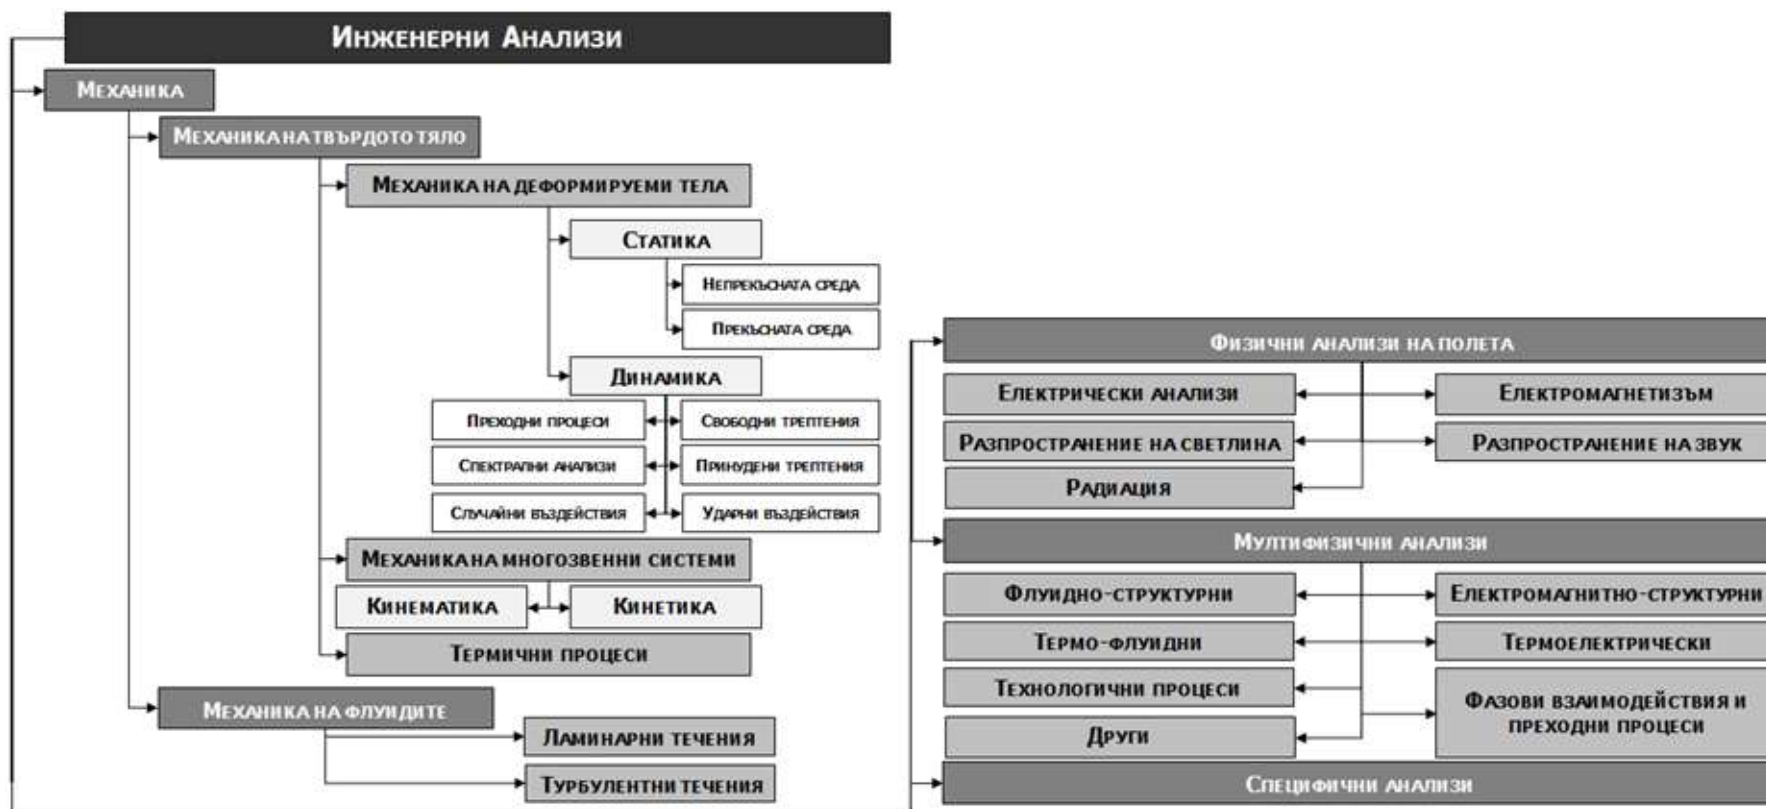 ИНЖЕНЕРНИ АНАЛИЗИ
МЕХАНИКА
МЕХАНИКА НА ТВЪРДОТО ТЯЛО
МЕХАНИКА НА ДЕФОРМИРУЕМИ ТЕЛА
СТАТИКА
НЕПРЕКЪСНАТА СРЕДА
ПРЕКЪСНАТА СРЕДА
ДИНАМИКА
ПРЕХОДНИ ПРОЦЕСИ
СВОБОДНИ ТРЕПТЕНИЯ
СПЕКТРАЛНИ АНАЛИЗИ
ПРИНУДЕНИ ТРЕПТЕНИЯ
СЛУЧАЙНИ ВЪЗДЕЙСТВИЯ
УДАРНИ ВЪЗДЕЙСТВИЯ
МЕХАНИКА НА МНОГОЗВЕННИ СИСТЕМИ
КИНЕМАТИКА
КИНЕТИКА
ТЕРМИЧНИ ПРОЦЕСИ
МЕХАНИКА НА ФЛУИДИТЕ
ЛАМИНАРНИ ТЕЧЕНИЯ
ТУРБУЛЕНТНИ ТЕЧЕНИЯ
ФИЗИЧНИ АНАЛИЗИ НА ПОЛЕТА
ЕЛЕКТРИЧЕСКИ АНАЛИЗИ
ЕЛЕКТРОМАГНЕТИЗЪМ
РАЗПРОСТРАНЕНИЕ НА СВЕТЛИНА
РАЗПРОСТРАНЕНИЕ НА ЗВУК
РАДИАЦИЯ
МУЛТИФИЗИЧНИ АНАЛИЗИ
ФЛУИДНО-СТРУКТУРНИ
ЕЛЕКТРОМАГНИТНО-СТРУКТУРНИ
ТЕРМО-ФЛУИДНИ
ТЕРМОЕЛЕКТРИЧЕСКИ
ТЕХНОЛОГИЧНИ ПРОЦЕСИ
ФАЗОВИ ВЗАИМОДЕЙСТВИЯ И
ПРЕХОДНИ ПРОЦЕСИ
ДРУГИ
СПЕЦИФИЧНИ АНАЛИЗИ